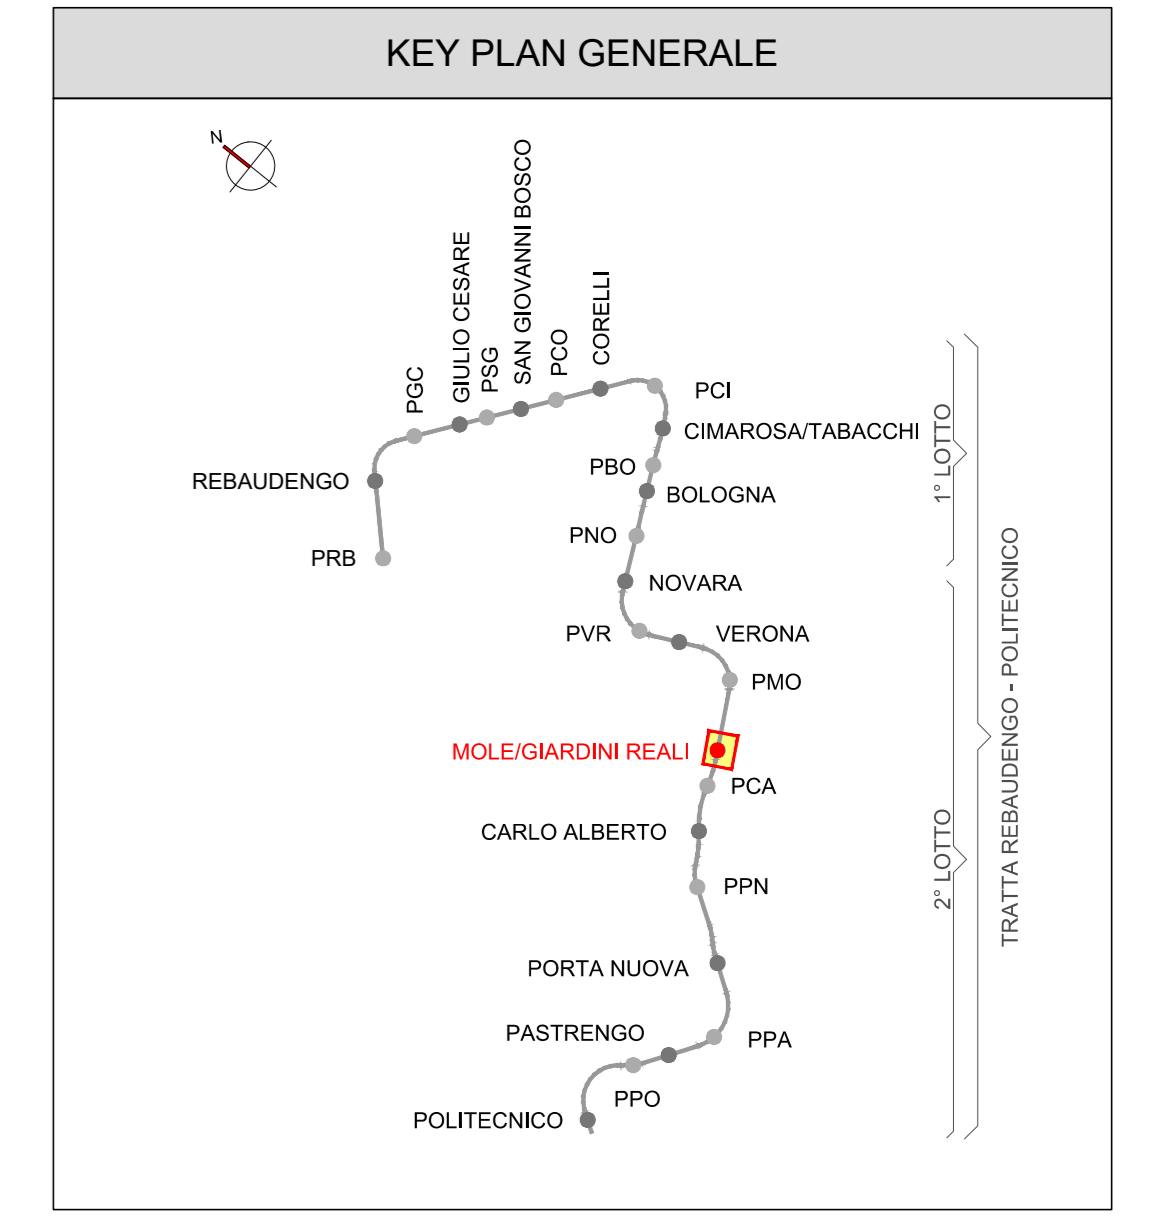 KEY PLAN GENERALE
N
PGC
GIULIO CESARE
PSG
SAN GIOVANNI BOSCO
PCO
CORELLI
PCI
CIMAROSA/TABACCHI
REBAUDENGO
PBO
BOLOGNA
PNO
PRB
NOVARA
PVR
VERONA
PMO
MOLE/GIARDINI REALI
PCA
CARLO ALBERTO
PPN
PORTA NUOVA
PASTRENGO
PPA
PPO
POLITECNICO
1° LOTTO
2° LOTTO
TRATTA REBAUDENGO - POLITECNICO